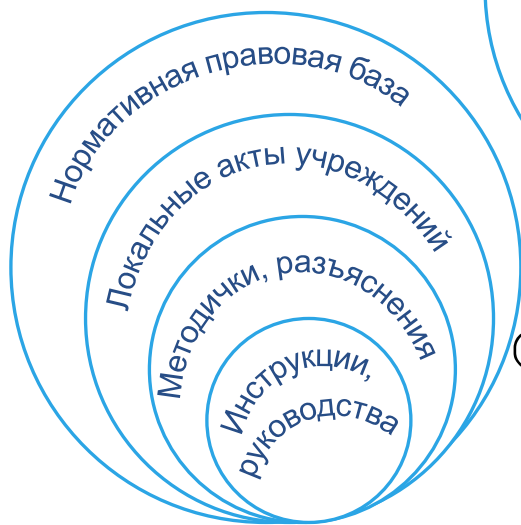 Нормативная правовая база
Локальные акты учреждений
Методички, разъяснения
Инструкции,
руководства